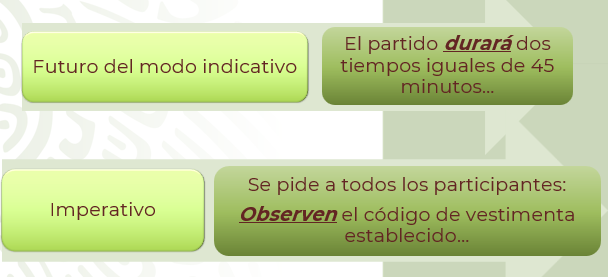 Futuro del modo indicativo
El partido durará dos
tiempos iguales de 45
minutos...
Imperativo
Se pide a todos los participantes:
Observen el código de vestimenta
establecido...